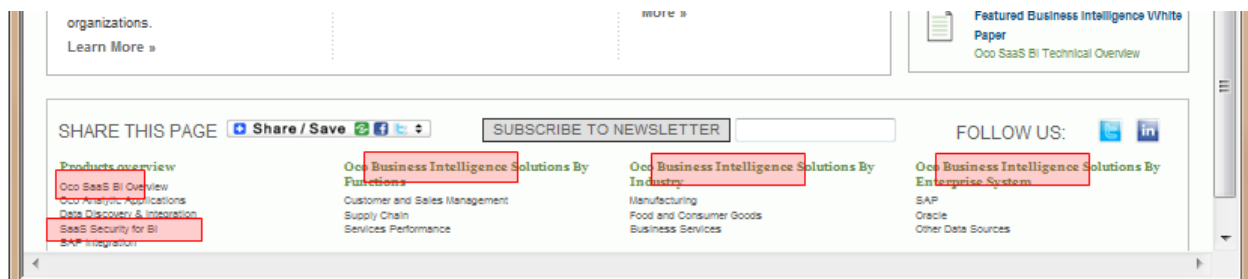 organizations.
Learn More »
More »
Featured Business Intelligence White
Paper
Oco SaaS BI Technical Overview
SHARE THIS PAGE Share / Save SUBSCRIBE TO NEWSLETTER FOLLOW US:
Products overview
Oco SaaS BI Overview
Oco Analytic Applications
Data Discovery & Integration
SaaS Security for BI
SAP Integration
Oco Business Intelligence Solutions By
Functions
Customer and Sales Management
Supply Chain
Services Performance
Oco Business Intelligence Solutions By
Industry
Manufacturing
Food and Consumer Goods
Business Services
Oco Business Intelligence Solutions By
Enterprise System
SAP
Oracle
Other Data Sources